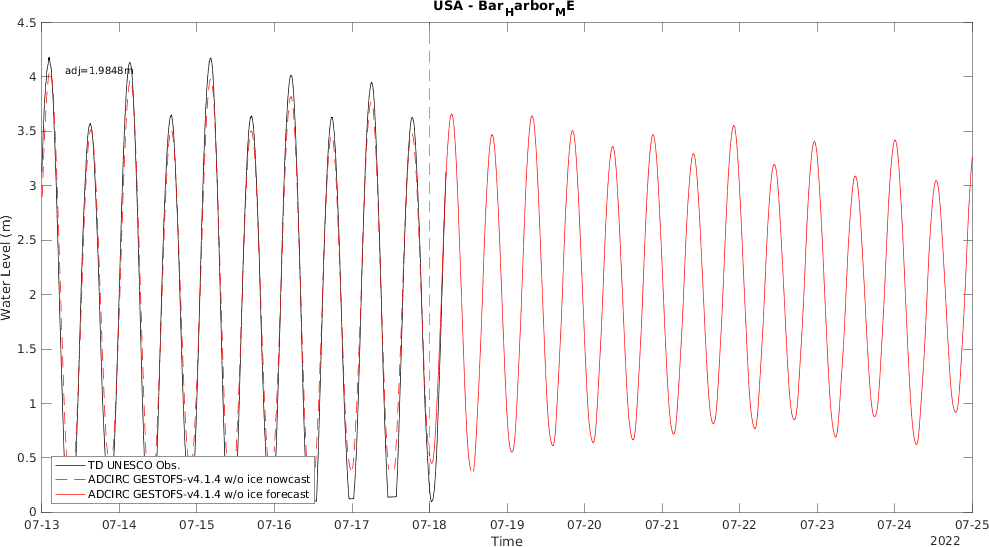 USA - Bar_Harbor_ME
adj=1.9848m
4.5
4
3.5
3
2.5
2
1.5
1
0.5
0
Water Level (m)
TD UNESCO Obs.
ADCIRC GESTOFS-v4.1.4 w/o ice nowcast
ADCIRC GESTOFS-v4.1.4 w/o ice forecast
07-13 07-14 07-15 07-16 07-17 07-18 07-19 07-20 07-21 07-22 07-23 07-24 07-25
Time
2022